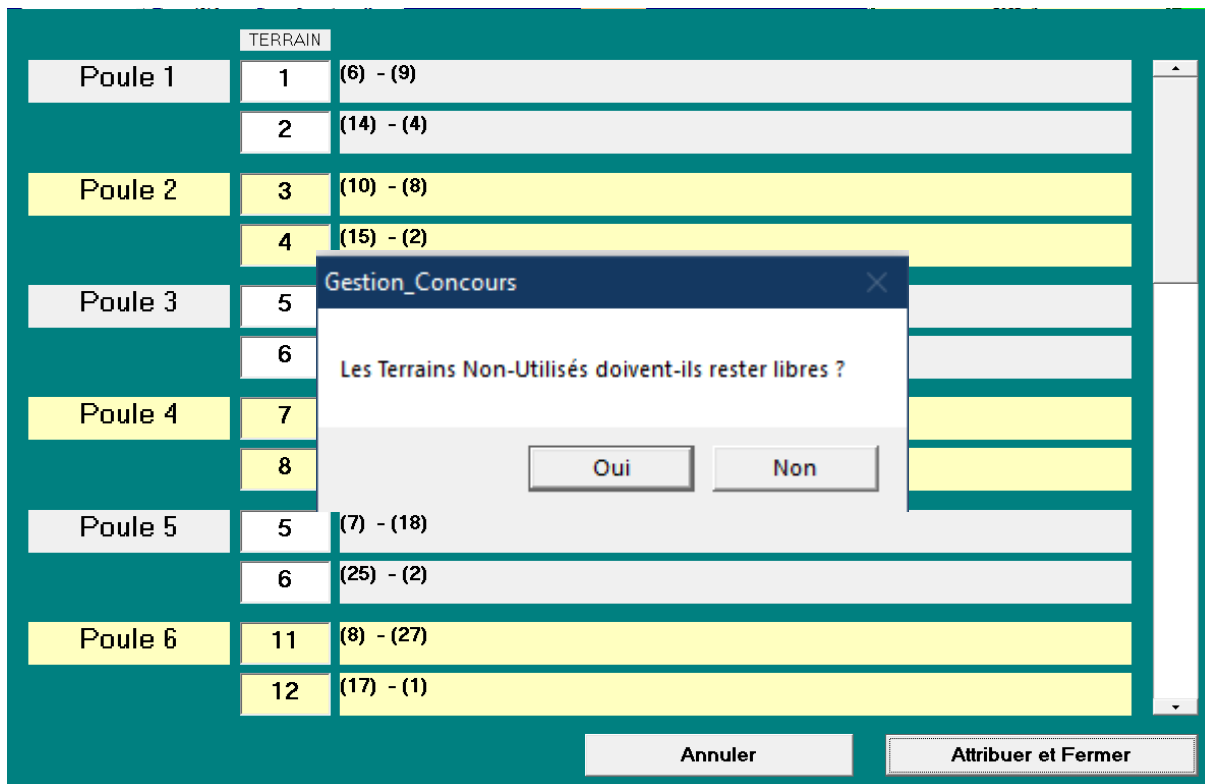 TERRAIN
Poule 1 1 (6) - (9)
2 (14) - (4)
Poule 2 3 (10) - (8)
4 (15) - (2)
Gestion_Concours
Poule 3 5
6 Les Terrains Non-Utilisés doivent-ils rester libres ?
Poule 4 7
8 Oui Non
Poule 5 5 (7) - (18)
6 (25) - (2)
Poule 6 11 (8) - (27)
12 (17) - (1)
Annuler Attribuer et Fermer